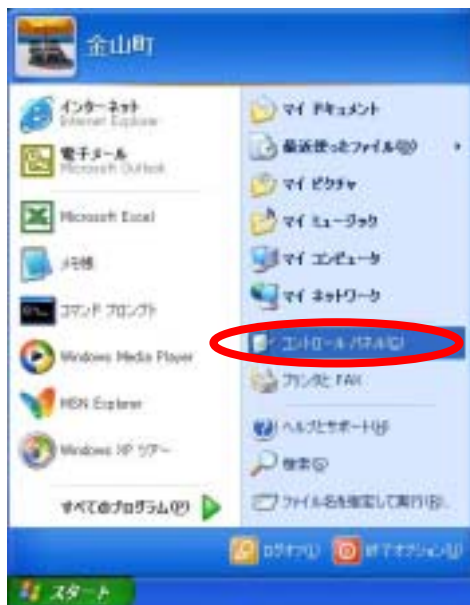 金山町
インターネット
Internet Explorer
電子メール
Microsoft Outlook
Microsoft Excel
メモ帳
コマンド プロンプト
Windows Media Player
MSN Explorer
Windows XP ツアー
すべてのプログラム(P)
マイ ドキュメント
最近使ったファイル(D)
マイ ピクチャ
マイ ミュージック
マイ コンピュータ
マイ ネットワーク
コントロール パネル(C)
プリンタと FAX
ヘルプとサポート(H)
検索(S)
ファイル名を指定して実行(R)...
ログオフ(L)
終了オプション(U)
スタート